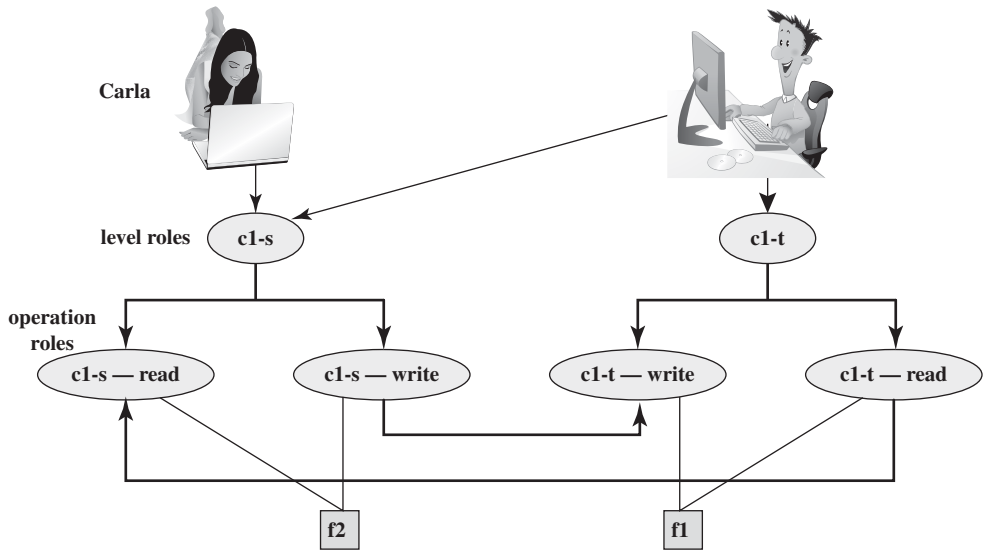 Carla
level roles
c1-s
c1-t
operation
roles
c1-s — read
c1-s — write
c1-t — write
c1-t — read
f2
f1